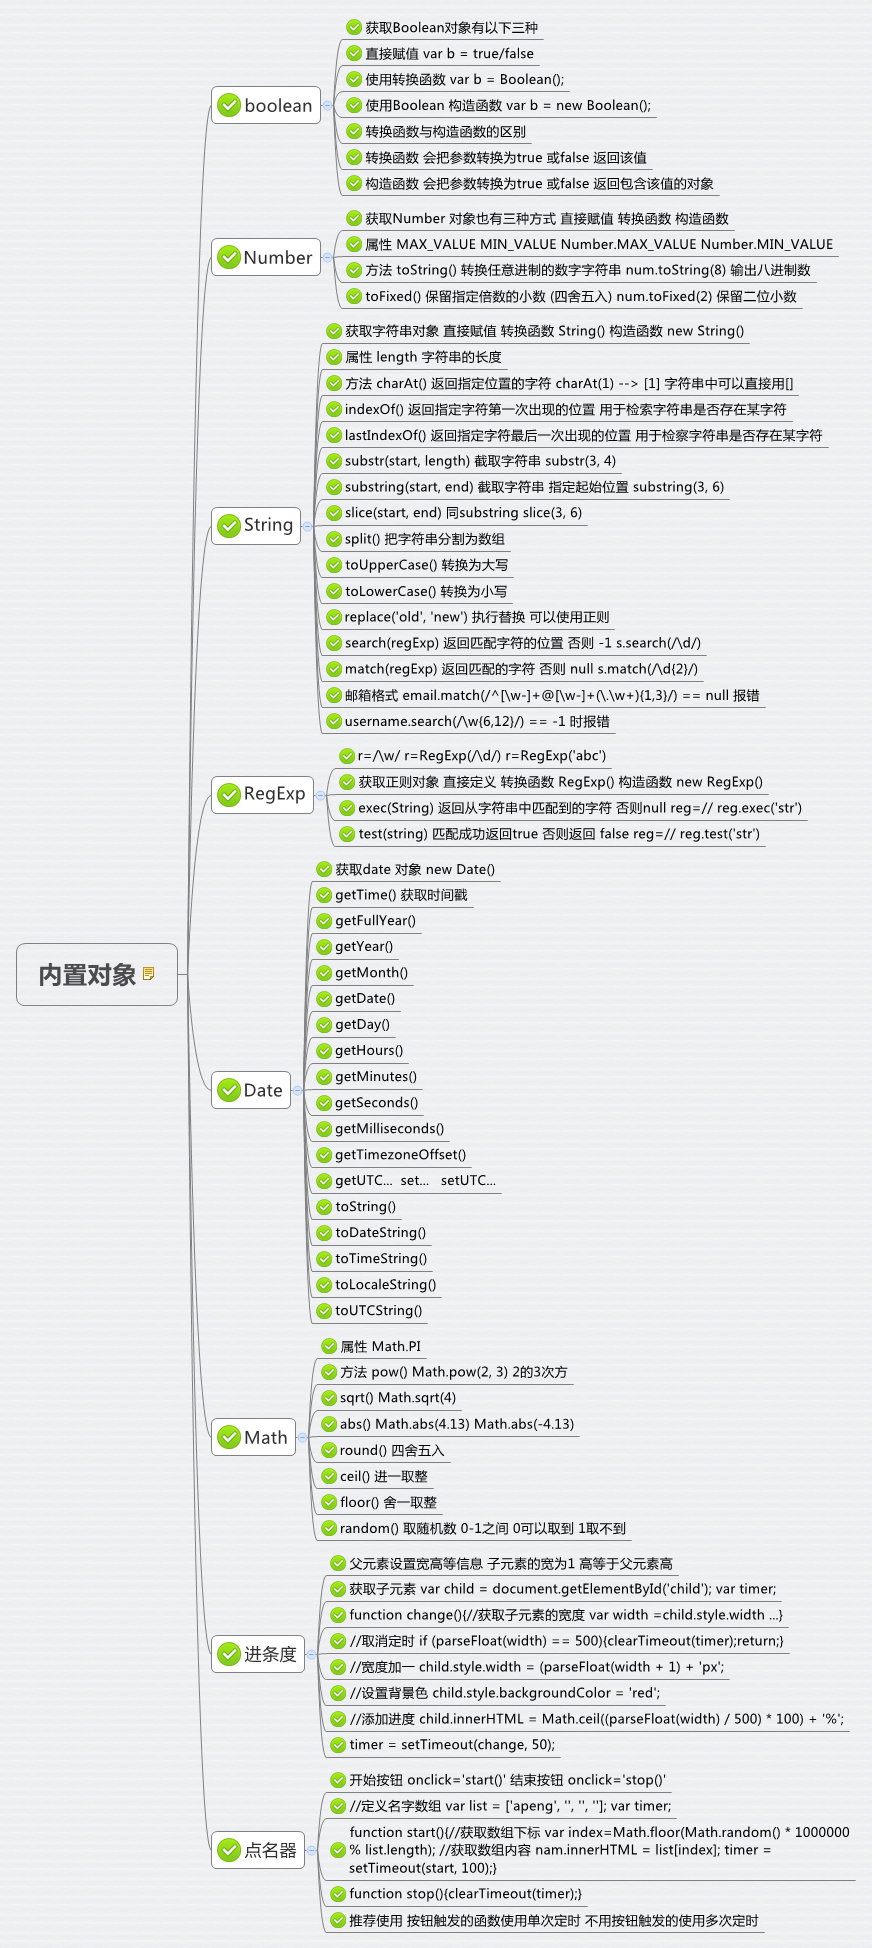 内置对象
boolean
获取Boolean对象有以下三种
直接赋值 var b = true/false
使用转换函数 var b = Boolean();
使用Boolean 构造函数 var b = new Boolean();
转换函数与构造函数的区别
转换函数 会把参数转换为true 或false 返回该值
构造函数 会把参数转换为true 或false 返回包含该值的对象
Number
获取Number 对象也有三种方式 直接赋值 转换函数 构造函数
属性 MAX_VALUE MIN_VALUE Number.MAX_VALUE Number.MIN_VALUE
方法 toString() 转换任意进制的数字字符串 num.toString(8) 输出八进制数
toFixed() 保留指定倍数的小数 (四舍五入) num.toFixed(2) 保留二位小数
String
获取字符串对象 直接赋值 转换函数 String() 构造函数 new String()
属性 length 字符串的长度
方法 charAt() 返回指定位置的字符 charAt(1) --> [1] 字符串中可以直接用[]
indexOf() 返回指定字符第一次出现的位置 用于检索字符串是否存在某字符
lastIndexOf() 返回指定字符最后一次出现的位置 用于检察字符串是否存在某字符
substr(start, length) 截取字符串 substr(3, 4)
substring(start, end) 截取字符串 指定起始位置 substring(3, 6)
slice(start, end) 同substring slice(3, 6)
split() 把字符串分割为数组
toUpperCase() 转换为大写
toLowerCase() 转换为小写
replace('old', 'new') 执行替换 可以使用正则
search(regExp) 返回匹配字符的位置 否则 -1 s.search(/\d/)
match(regExp) 返回匹配的字符 否则 null s.match(/\d{2}/)
邮箱格式 email.match(/^[\w-]+@[\w-]+(\.\w+){1,3}/) == null 报错
username.search(/\w{6,12}/) == -1 时报错
RegExp
r=/\w/ r=RegExp(/\d/) r=RegExp('abc')
获取正则对象 直接定义 转换函数 RegExp() 构造函数 new RegExp()
exec(String) 返回从字符串中匹配到的字符 否则null reg=// reg.exec('str')
test(string) 匹配成功返回true 否则返回 false reg=// reg.test('str')
Date
获取date 对象 new Date()
getTime() 获取时间戳
getFullYear()
getYear()
getMonth()
getDate()
getDay()
getHours()
getMinutes()
getSeconds()
getMilliseconds()
getTimezoneOffset()
getUTC... set... setUTC...
toString()
toDateString()
toTimeString()
toLocaleString()
toUTCString()
Math
属性 Math.PI
方法 pow() Math.pow(2, 3) 2的3次方
sqrt() Math.sqrt(4)
abs() Math.abs(4.13) Math.abs(-4.13)
round() 四舍五入
ceil() 进一取整
floor() 舍一取整
random() 取随机数 0-1之间 0可以取到 1取不到
进条度
父元素设置宽高等信息 子元素的宽为1 高等于父元素高
获取子元素 var child = document.getElementById('child'); var timer;
function change(){//获取子元素的宽度 var width =child.style.width ...}
//取消定时 if (parseFloat(width) == 500){clearTimeout(timer);return;}
//宽度加一 child.style.width = (parseFloat(width + 1) + 'px';
//设置背景色 child.style.backgroundColor = 'red';
//添加进度 child.innerHTML = Math.ceil((parseFloat(width) / 500) * 100) + '%';
timer = setTimeout(change, 50);
点名器
开始按钮 onclick='start()' 结束按钮 onclick='stop()'
//定义名字数组 var list = ['apeng', '', '', '']; var timer;
function start(){//获取数组下标 var index=Math.floor(Math.random() * 1000000
% list.length); //获取数组内容 nam.innerHTML = list[index]; timer =
setTimeout(start, 100);}
function stop(){clearTimeout(timer);}
推荐使用 按钮触发的函数使用单次定时 不用按钮触发的使用多次定时